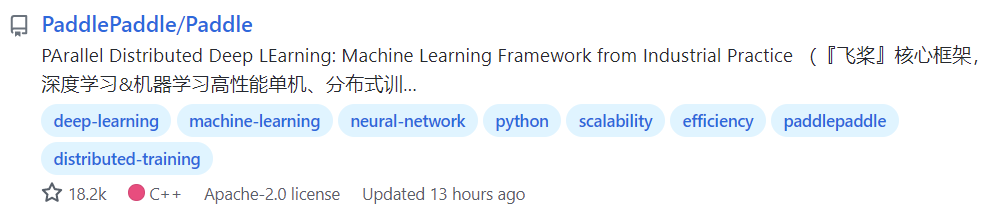 PaddlePaddle/Paddle
PArallel Distributed Deep LEarning: Machine Learning Framework from Industrial Practice （『飞桨』核心框架，
深度学习&机器学习高性能单机、分布式训...
deep-learning machine-learning neural-network python scalability efficiency paddlepaddle
distributed-training
18.2k C++ Apache-2.0 license Updated 13 hours ago